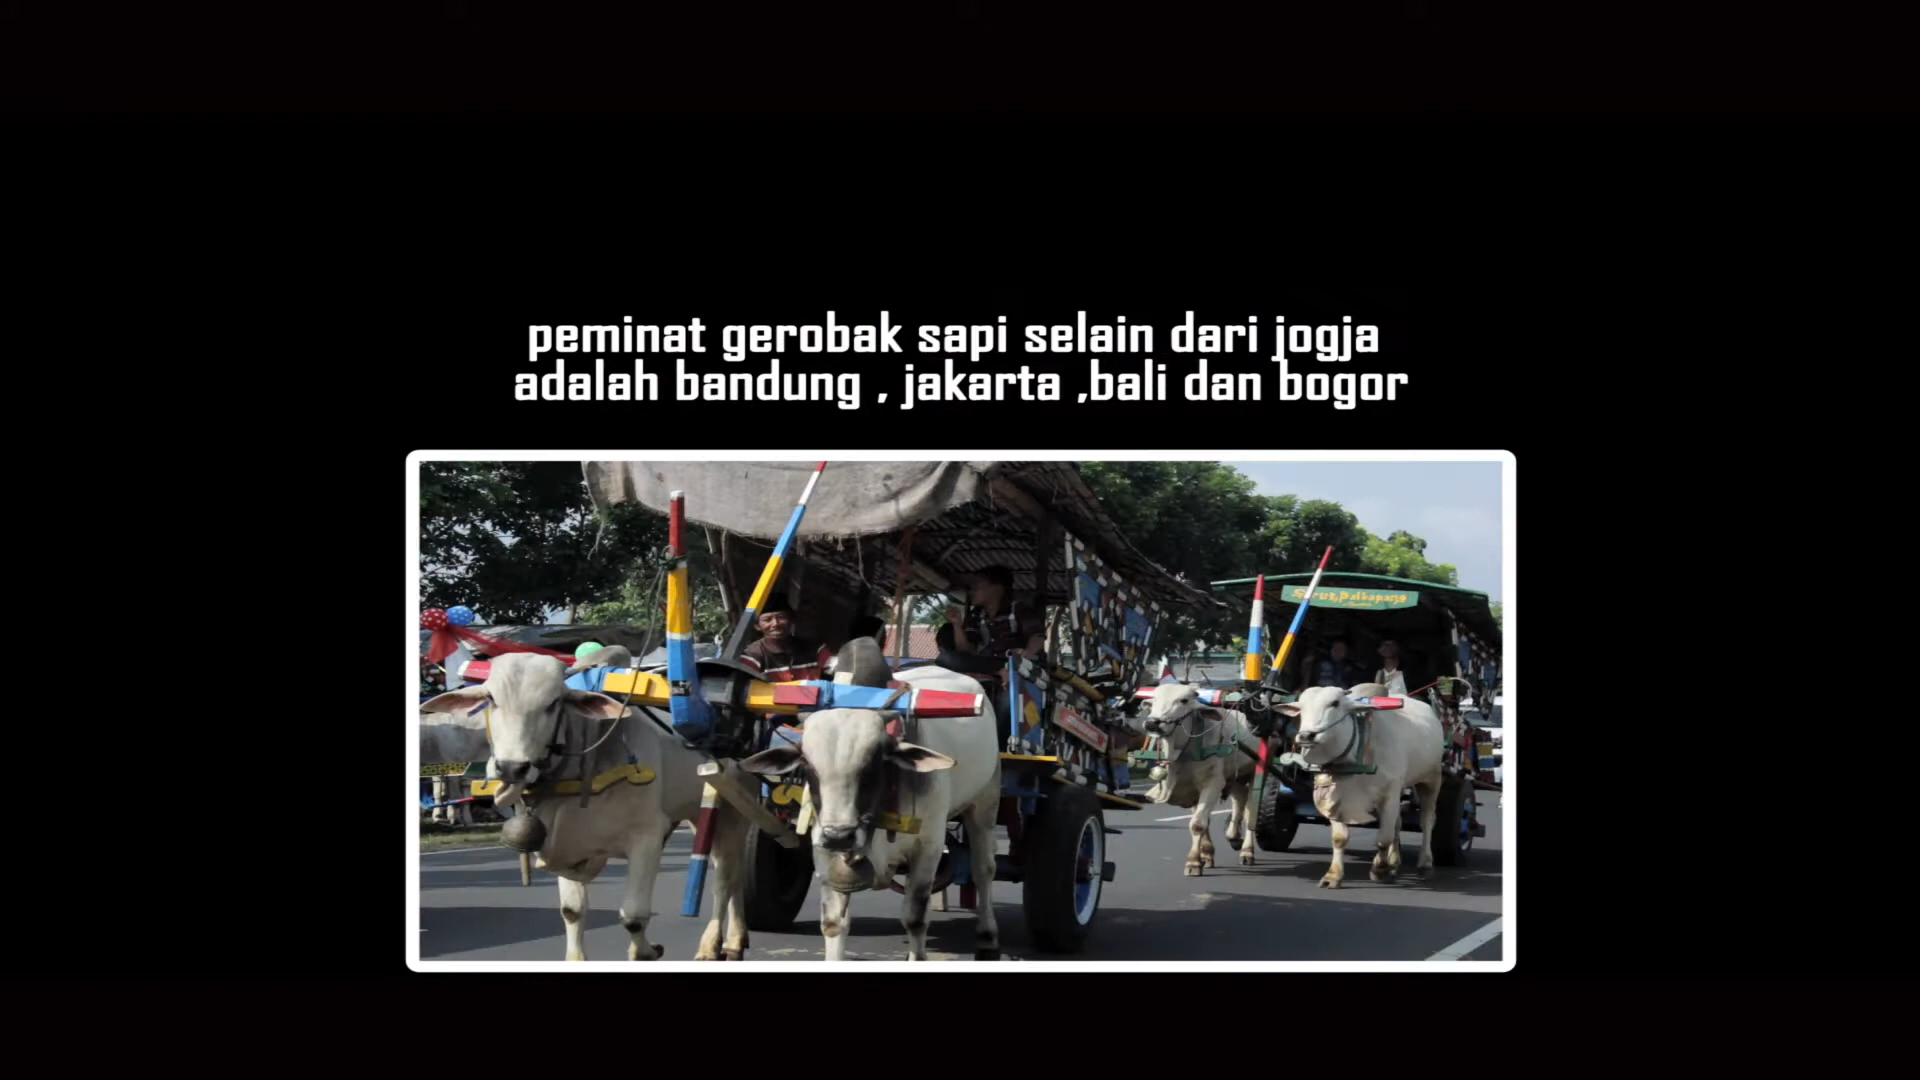 peminat gerobak sapi selain dari jogja
adalah bandung , jakarta ,bali dan bogor